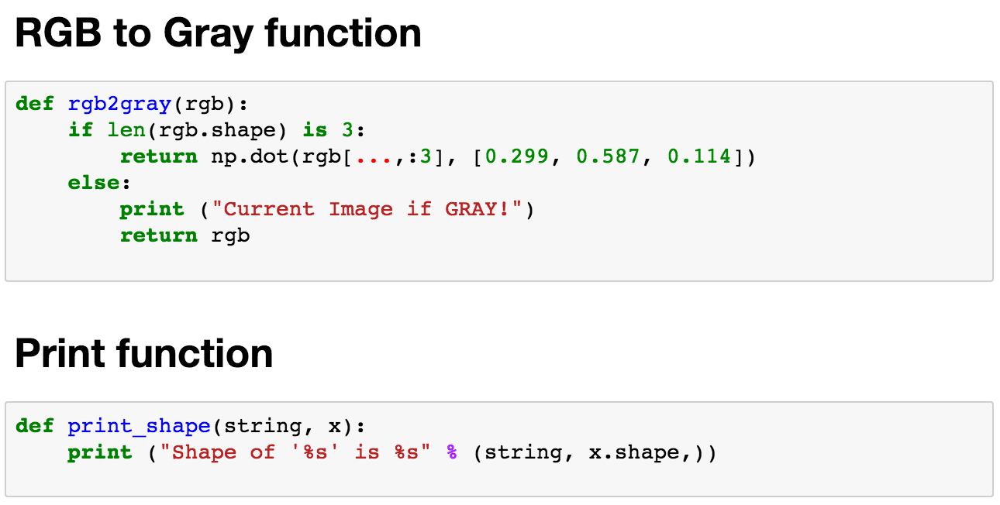 RGB to Gray function
def rgb2gray(rgb):
    if len(rgb.shape) is 3:
        return np.dot(rgb[...,:3], [0.299, 0.587, 0.114])
    else:
        print ("Current Image if GRAY!")
        return rgb
Print function
def print_shape(string, x):
    print ("Shape of '%s' is %s" % (string, x.shape,))